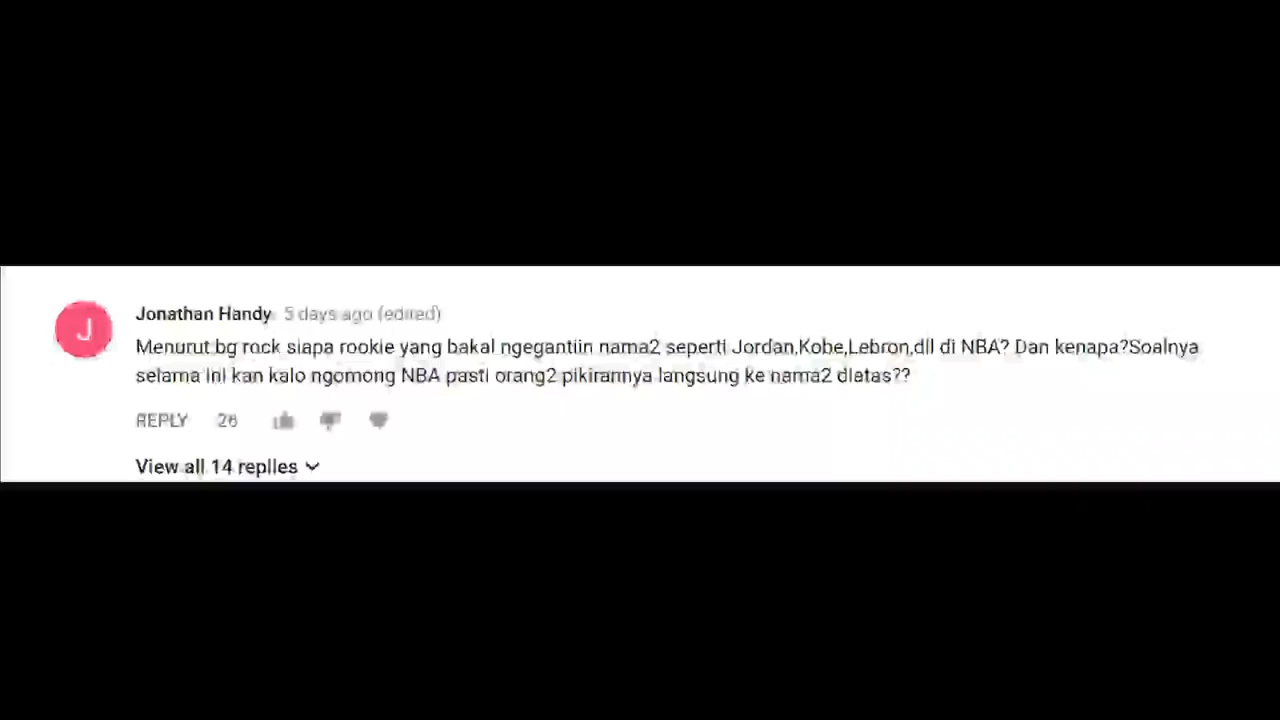 J
Jonathan Handy 5 days ago (edited)
Menurut bg rock siapa rookie yang bakal ngegantiin nama2 seperti Jordan,Kobe,Lebron,dll di NBA? Dan kenapa?Soalnya
selama ini kan kalo ngomong NBA pasti orang2 pikirannya langsung ke nama2 diatas??
REPLY 26
View all 14 replies